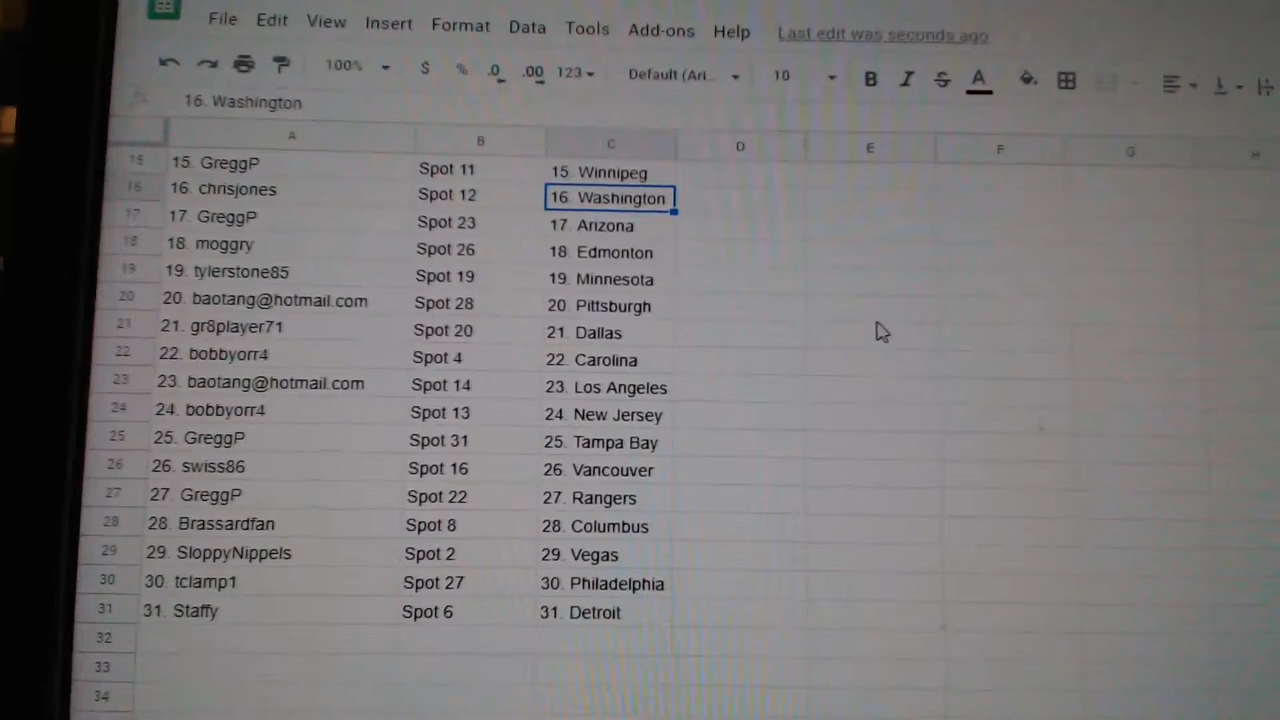 File Edit View Insert Format Data Tools Add-ons Help Last edit was seconds ago
100% $ % .0 .00 123 Default (Ari... 10 B I S A
fx 16. Washington
A B C D E F G H
15 15. GreggP Spot 11 15. Winnipeg
16 16. chrisjones Spot 12 16. Washington
17 17. GreggP Spot 23 17. Arizona
18 18. moggry Spot 26 18. Edmonton
19 19. tylerstone85 Spot 19 19. Minnesota
20 20. baotang@hotmail.com Spot 28 20. Pittsburgh
21 21. gr8player71 Spot 20 21. Dallas
22 22. bobbyorr4 Spot 4 22. Carolina
23 23. baotang@hotmail.com Spot 14 23. Los Angeles
24 24. bobbyorr4 Spot 13 24. New Jersey
25 25. GreggP Spot 31 25. Tampa Bay
26 26. swiss86 Spot 16 26. Vancouver
27 27. GreggP Spot 22 27. Rangers
28 28. Brassardfan Spot 8 28. Columbus
29 29. SloppyNippels Spot 2 29. Vegas
30 30. tclamp1 Spot 27 30. Philadelphia
31 31. Staffy Spot 6 31. Detroit
32
33
34